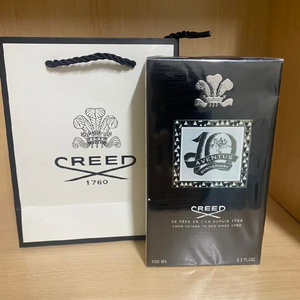 CREED
1760
10
AVENTUS
ANNIVERSARY
CREED
DE PÈRE EN FILS DEPUIS 1760
FROM FATHER TO SON SINCE 1760
100 ML
3.3 FL.OZ.